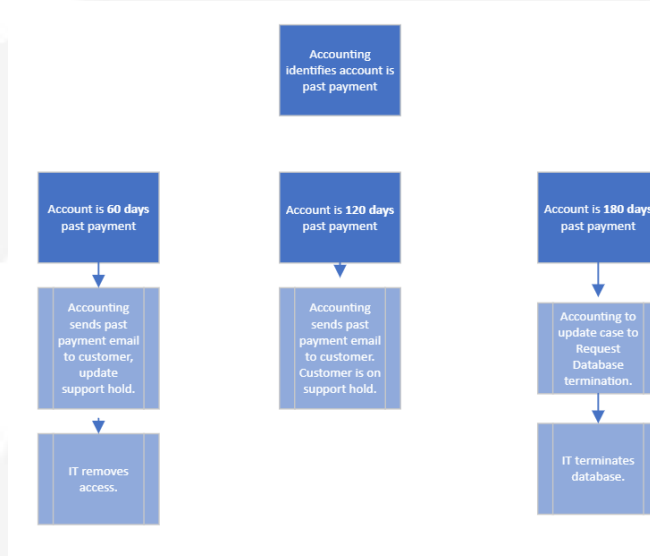 Accounting
identifies account is
past payment
Account is 60 days
past payment
Account is 120 days
past payment
Account is 180 days
past payment
Accounting
sends past
payment email
to customer,
update
support hold.
Accounting
sends past
payment email
to customer.
Customer is on
support hold.
Accounting to
update case to
Request
Database
termination.
IT removes
access.
IT terminates
database.